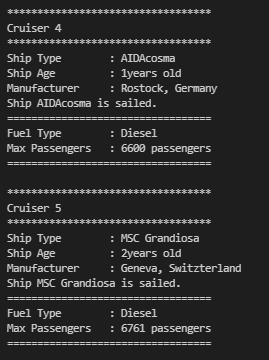 **********************************
Cruiser 4
**********************************
Ship Type        : AIDAcosma
Ship Age         : 1years old
Manufacturer     : Rostock, Germany
Ship AIDAcosma is sailed.
==================================
Fuel Type        : Diesel
Max Passengers   : 6600 passengers
==================================
**********************************
Cruiser 5
**********************************
Ship Type        : MSC Grandiosa
Ship Age         : 2years old
Manufacturer     : Geneva, Switzterland
Ship MSC Grandiosa is sailed.
==================================
Fuel Type        : Diesel
Max Passengers   : 6761 passengers
==================================